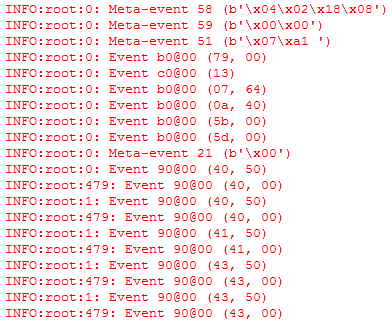 INFO:root:0: Meta-event 58 (b'\x04\x02\x18\x08')
INFO:root:0: Meta-event 59 (b'\x00\x00')
INFO:root:0: Meta-event 51 (b'\x07\xa1 ')
INFO:root:0: Event b0@00 (79, 00)
INFO:root:0: Event c0@00 (13)
INFO:root:0: Event b0@00 (07, 64)
INFO:root:0: Event b0@00 (0a, 40)
INFO:root:0: Event b0@00 (5b, 00)
INFO:root:0: Event b0@00 (5d, 00)
INFO:root:0: Meta-event 21 (b'\x00')
INFO:root:0: Event 90@00 (40, 50)
INFO:root:479: Event 90@00 (40, 00)
INFO:root:1: Event 90@00 (40, 50)
INFO:root:479: Event 90@00 (40, 00)
INFO:root:1: Event 90@00 (41, 50)
INFO:root:479: Event 90@00 (41, 00)
INFO:root:1: Event 90@00 (43, 50)
INFO:root:479: Event 90@00 (43, 00)
INFO:root:1: Event 90@00 (43, 50)
INFO:root:479: Event 90@00 (43, 00)